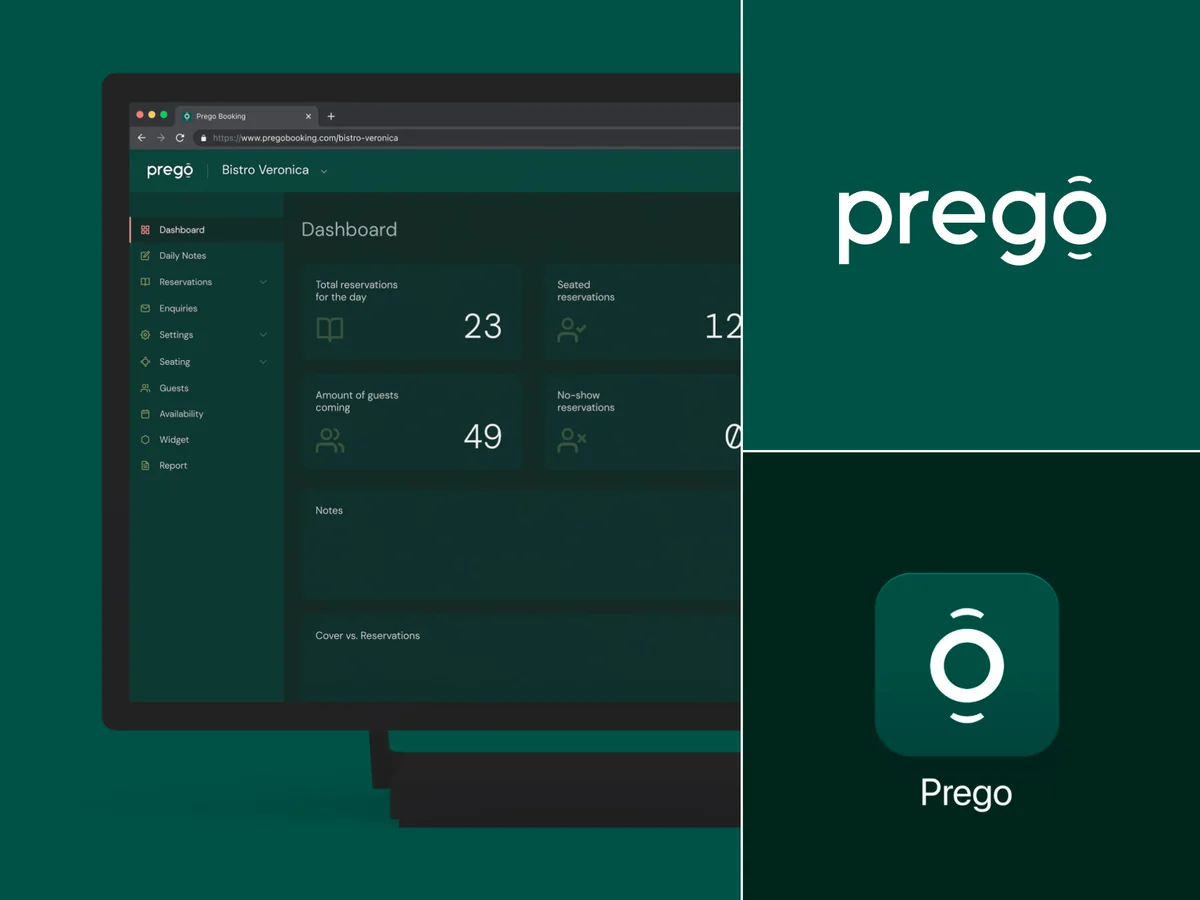 Prego Booking
https://www.pregobooking.com/bistro-veronica
prego
Bistro Veronica
Dashboard
Daily Notes
Reservations
Enquiries
Settings
Seating
Guests
Availability
Widget
Report
Dashboard
Total reservations
for the day
23
Seated
reservations
12
Amount of guests
coming
49
No-show
reservations
0
Notes
Cover vs. Reservations
prego
Prego